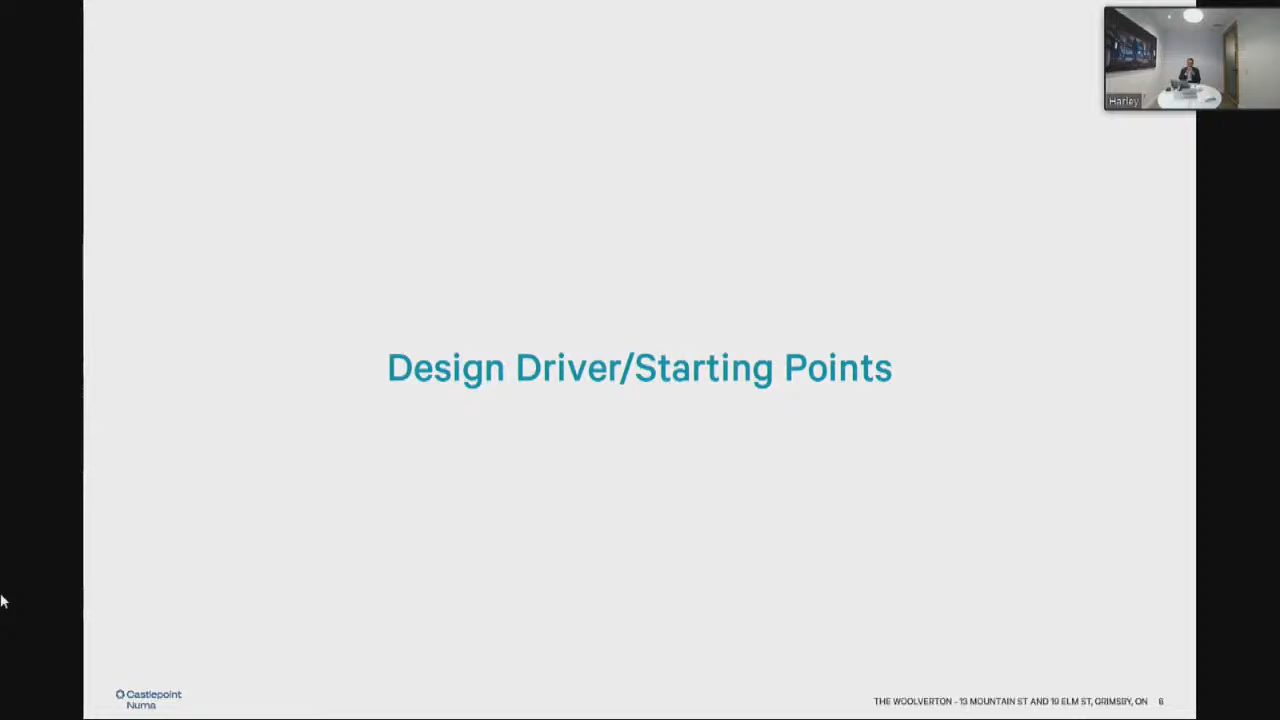 Harley
Design Driver/Starting Points
Castlepoint
Numa
THE WOOLVERTON - 13 MOUNTAIN ST AND 19 ELM ST, GRIMSBY, ON 6